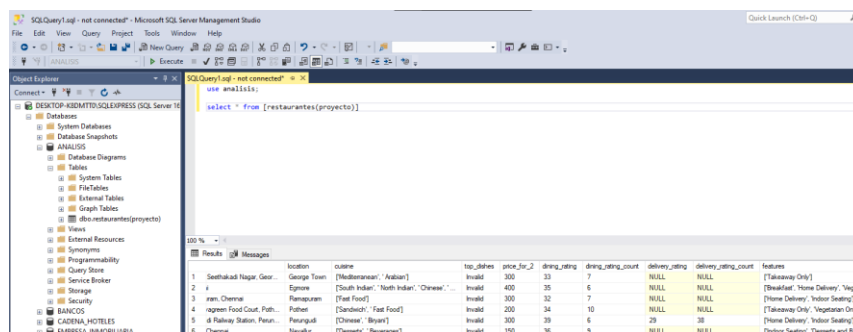 SQLQuery1.sql - not connected* - Microsoft SQL Server Management Studio
Quick Launch (Ctrl+Q)
File Edit View Query Project Tools Window Help
New Query
ANALISIS Execute
Object Explorer
SQLQuery1.sql - not connected*
Connect
use analisis;
select * from [restaurantes(proyecto)]
DESKTOP-K8DMTTD\SQLEXPRESS (SQL Server 16
Databases
System Databases
Database Snapshots
ANALISIS
Database Diagrams
Tables
System Tables
FileTables
External Tables
Graph Tables
dbo.restaurantes(proyecto)
Views
External Resources
Synonyms
Programmability
Query Store
Service Broker
Storage
Security
BANCOS
CADENA_HOTELES
EMPRESA_INMOBILIARIA
100 %
Results Messages
location cuisine top_dishes price_for_2 dining_rating dining_rating_count delivery_rating delivery_rating_count features
1 Seethakadi Nagar, Geor... George Town ['Mediterranean', ' Arabian'] Invalid 300 33 7 NULL NULL ['Takeaway Only']
2 Egmore ['South Indian', ' North Indian', ' Chinese', ' ... Invalid 400 35 6 NULL NULL ['Breakfast', 'Home Delivery', 'Veg
3 Chennai Ramapuram ['Fast Food'] Invalid 300 32 7 NULL NULL ['Home Delivery', 'Indoor Seating']
4 Food Court, Poth... Potheri ['Sandwich', ' Fast Food'] Invalid 200 34 10 NULL NULL ['Takeaway Only', 'Vegetarian On
5 di Railway Station, Perun... Perungudi ['Chinese', ' Biryani'] Invalid 300 39 6 29 38 ['Home Delivery', 'Indoor Seating'
6 Chennai Navallur ['Desserts', ' Beverages'] Invalid 150 36 9 NULL NULL